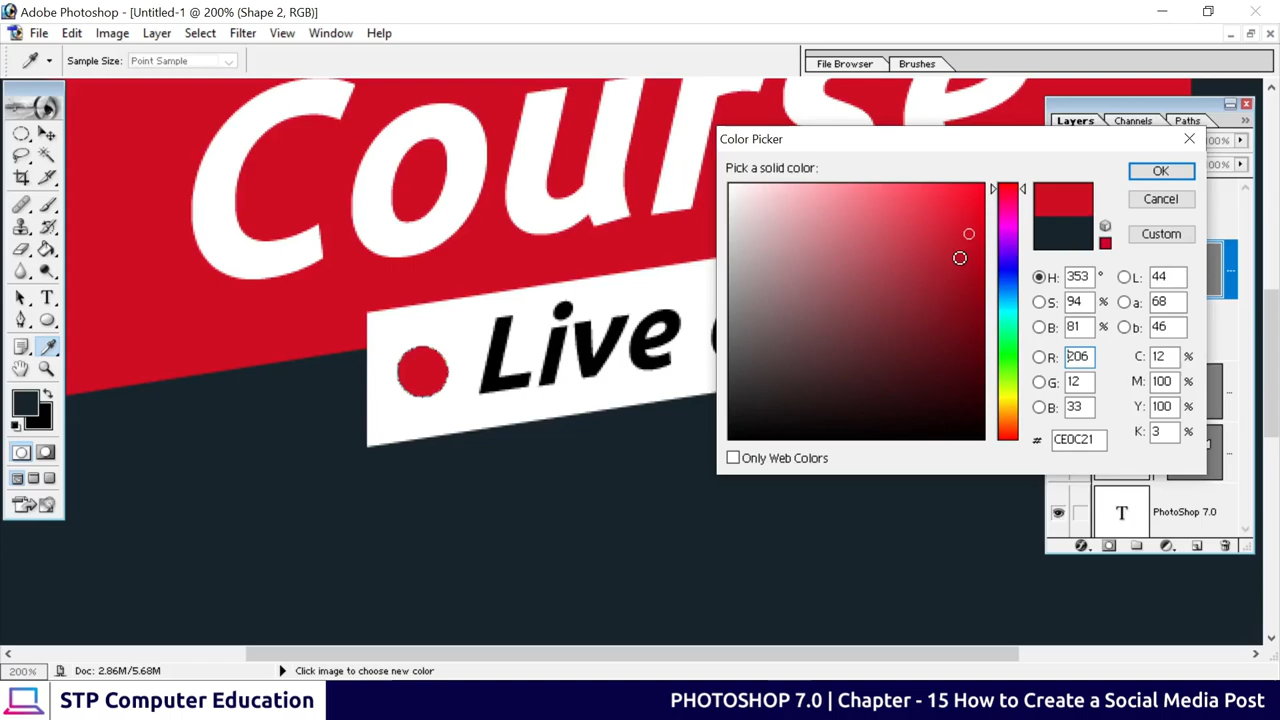 Adobe Photoshop - [Untitled-1 @ 200% (Shape 2, RGB)]
File Edit Image Layer Select Filter View Window Help
Sample Size: Point Sample
File Browser Brushes
Course
Live
Layers Channels Paths
Color Picker
Pick a solid color:
OK
Cancel
Custom
H: 353 °
S: 94 %
B: 81 %
R: 206
G: 12
B: 33
L: 44
a: 68
b: 46
C: 12 %
M: 100 %
Y: 100 %
K: 3 %
# CE0C21
Only Web Colors
T PhotoShop 7.0
200% Doc: 2.86M/5.68M Click image to choose new color
STP Computer Education
PHOTOSHOP 7.0 | Chapter - 15 How to Create a Social Media Post